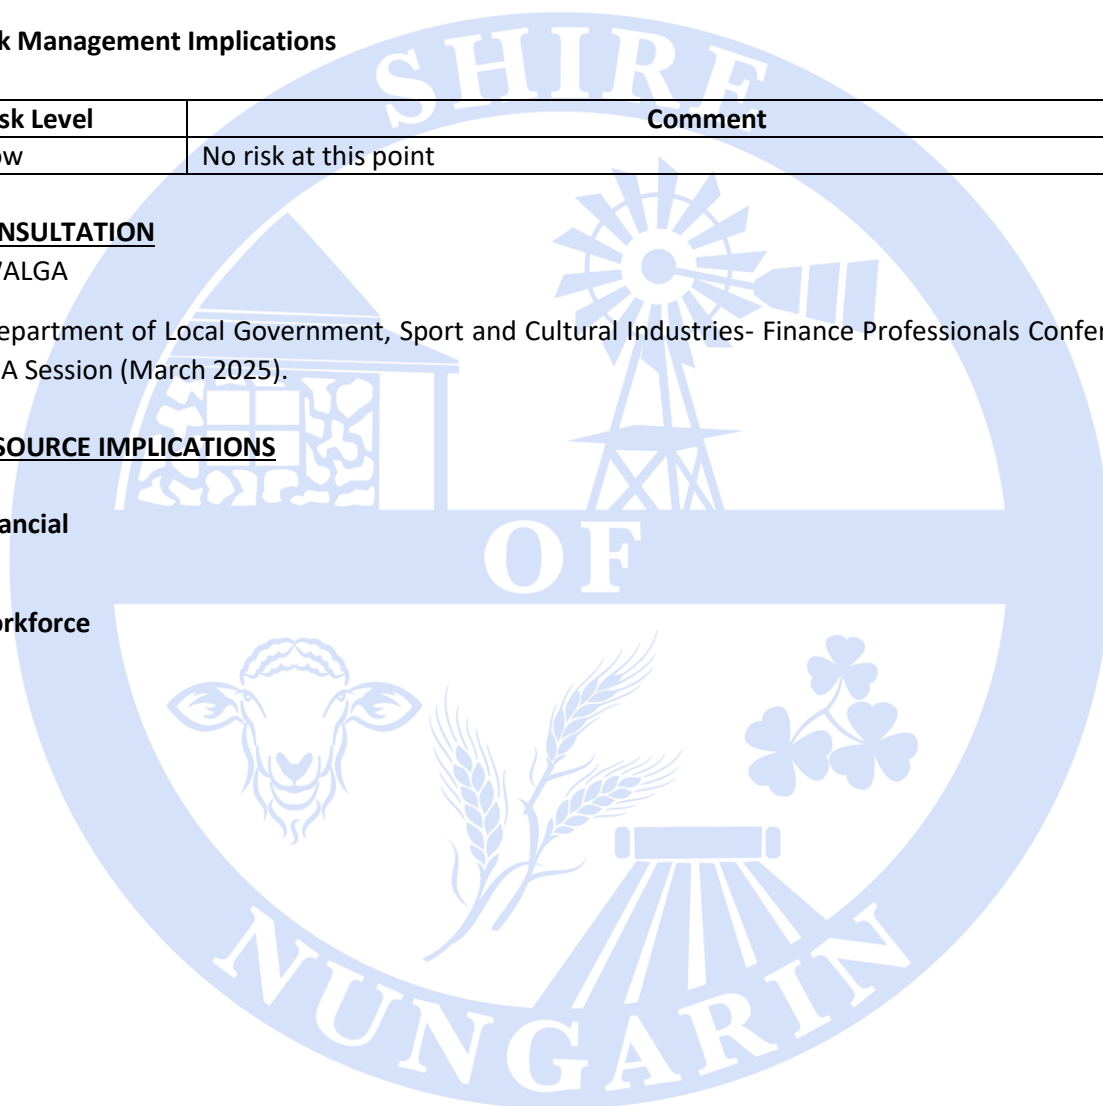 k Management Implications
sk Level Comment
ow No risk at this point
NSULTATION
ALGA
epartment of Local Government, Sport and Cultural Industries- Finance Professionals Confer
A Session (March 2025).
SOURCE IMPLICATIONS
ancial
orkforce
SHIRE
OF
NUNGARIN